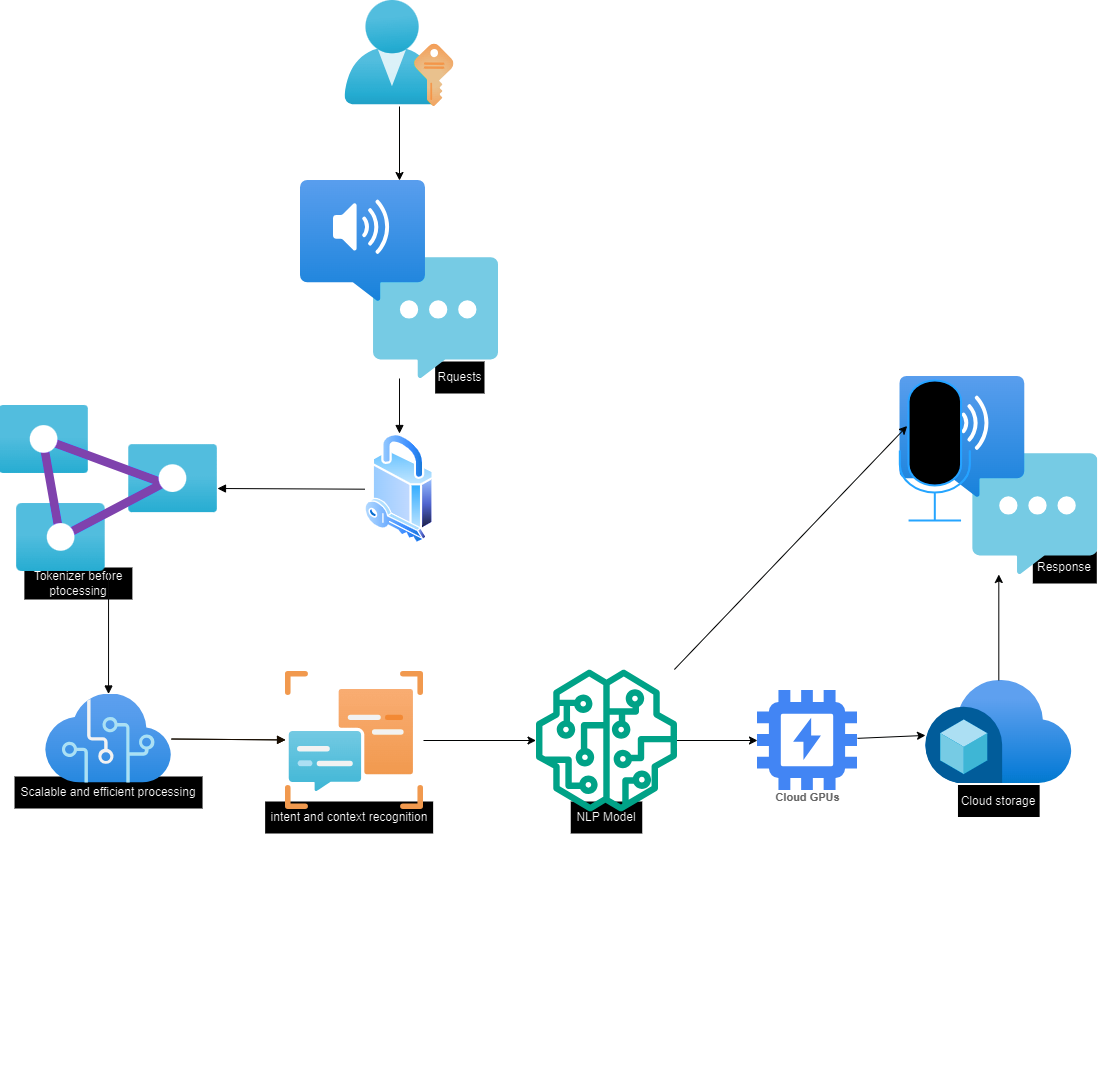 Rquests
Tokenizer before
ptocessing
Response
Scalable and efficient processing
intent and context recognition
NLP Model
Cloud GPUs
Cloud storage